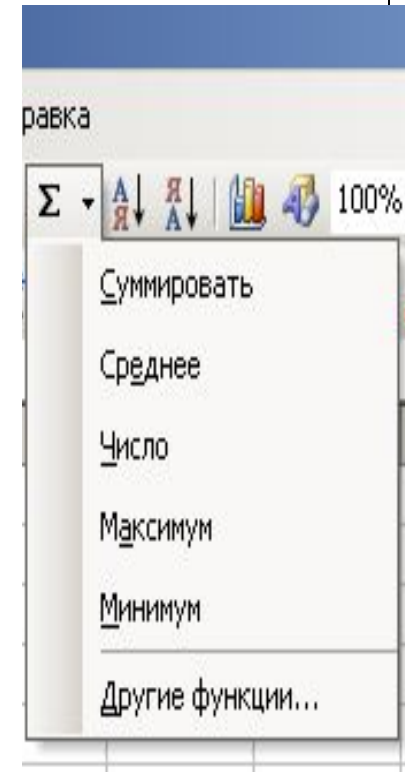 равка
Σ А Я Я А 100%
Суммировать
Среднее
Число
Максимум
Минимум
Другие функции...